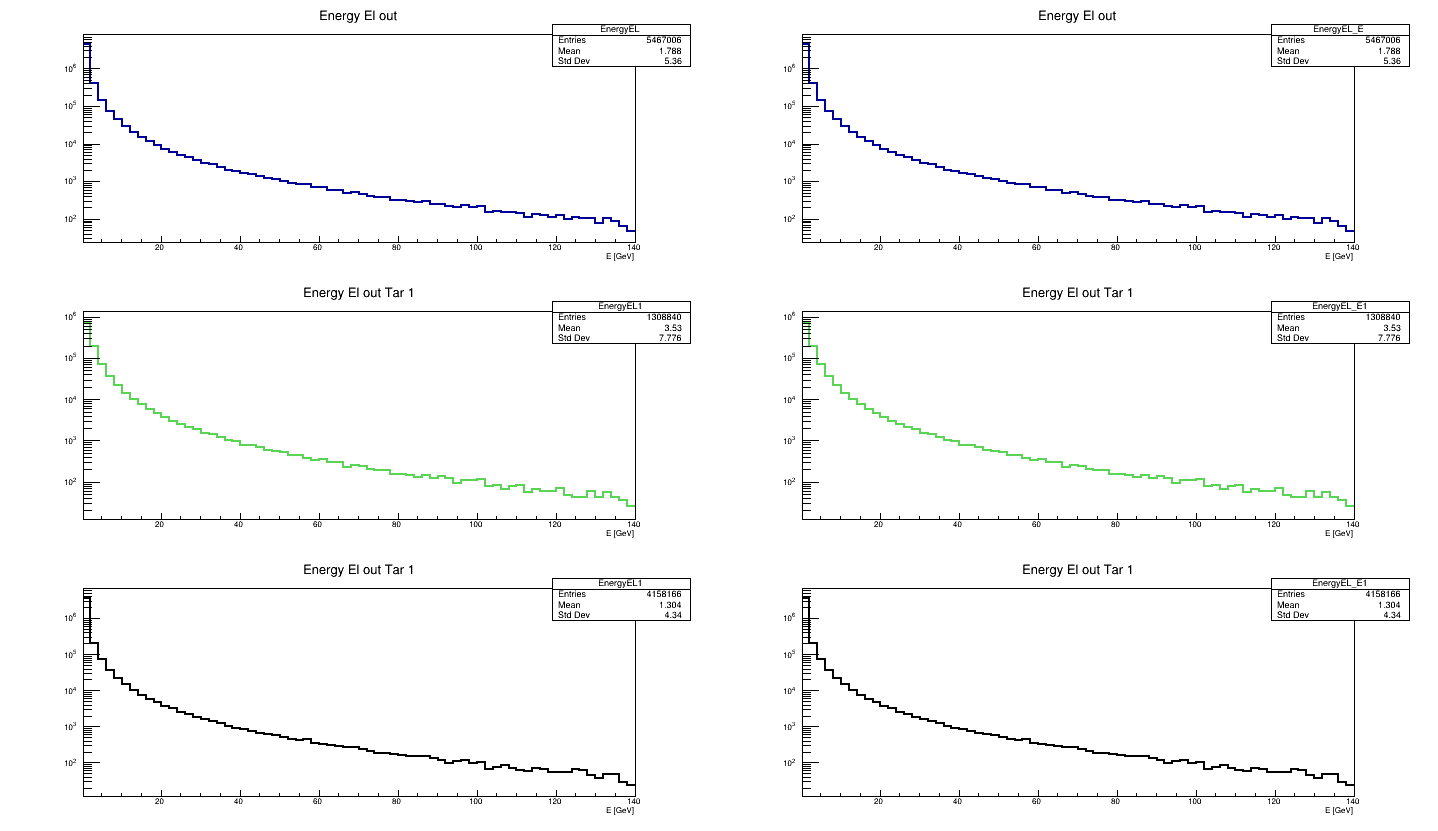 Energy El out
EnergyEL
Entries 5467006
Mean 1.788
Std Dev 5.36
10^6
10^5
10^4
10^3
10^2
20 40 60 80 100 120 140
E [GeV]
Energy El out
EnergyEL_E
Entries 5467006
Mean 1.788
Std Dev 5.36
10^6
10^5
10^4
10^3
10^2
20 40 60 80 100 120 140
E [GeV]
Energy El out Tar 1
EnergyEL1
Entries 1308840
Mean 3.53
Std Dev 7.776
10^6
10^5
10^4
10^3
10^2
20 40 60 80 100 120 140
E [GeV]
Energy El out Tar 1
EnergyEL_E1
Entries 1308840
Mean 3.53
Std Dev 7.776
10^6
10^5
10^4
10^3
10^2
20 40 60 80 100 120 140
E [GeV]
Energy El out Tar 1
EnergyEL1
Entries 4158166
Mean 1.304
Std Dev 4.34
10^6
10^5
10^4
10^3
10^2
20 40 60 80 100 120 140
E [GeV]
Energy El out Tar 1
EnergyEL_E1
Entries 4158166
Mean 1.304
Std Dev 4.34
10^6
10^5
10^4
10^3
10^2
20 40 60 80 100 120 140
E [GeV]